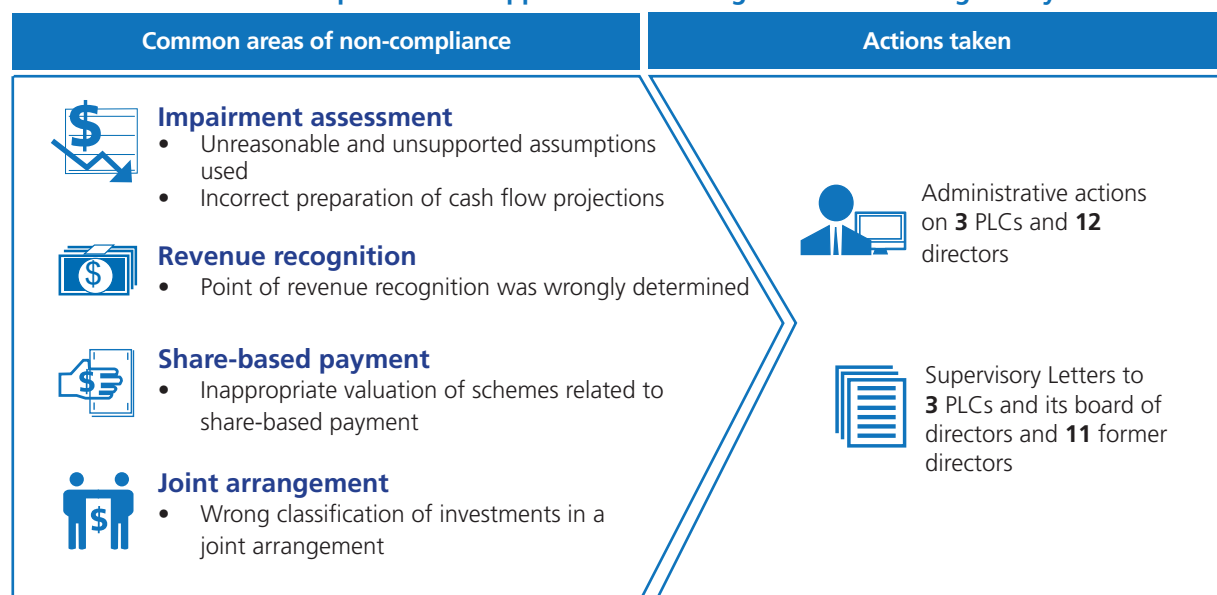 Common areas of non-compliance
Actions taken
Impairment assessment
• Unreasonable and unsupported assumptions
used
• Incorrect preparation of cash flow projections
Revenue recognition
• Point of revenue recognition was wrongly determined
Share-based payment
• Inappropriate valuation of schemes related to
share-based payment
Joint arrangement
• Wrong classification of investments in a
joint arrangement
Administrative actions
on 3 PLCs and 12
directors
Supervisory Letters to
3 PLCs and its board of
directors and 11 former
directors